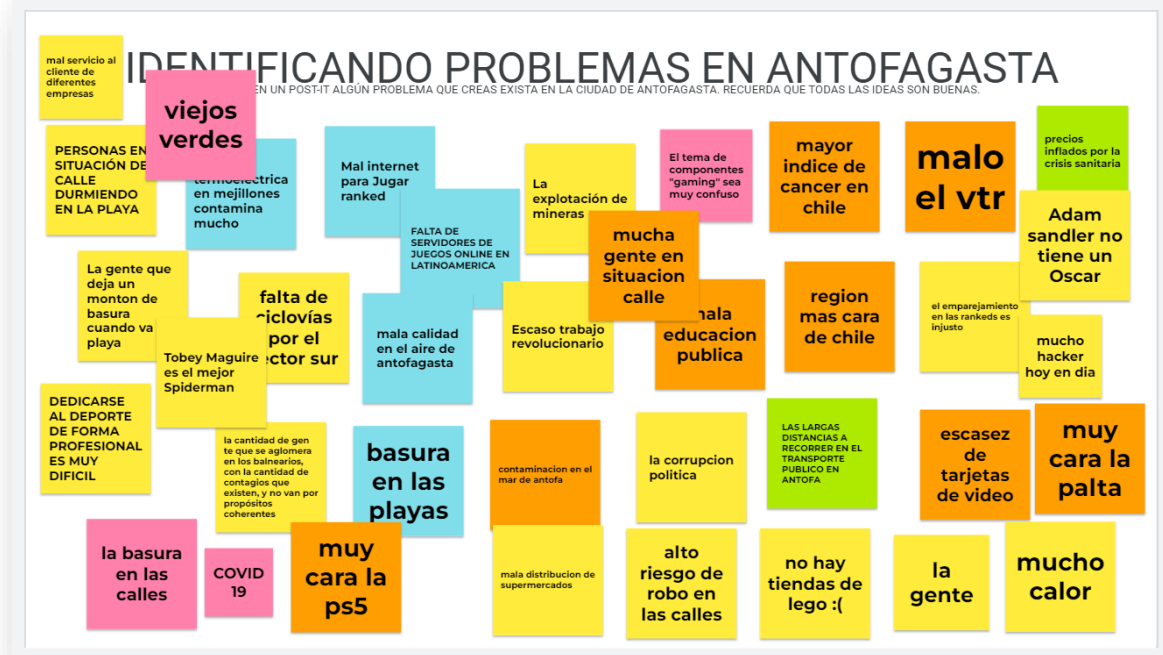 IDENTIFICANDO PROBLEMAS EN ANTOFAGASTA
EN UN POST-IT ALGÚN PROBLEMA QUE CREAS EXISTA EN LA CIUDAD DE ANTOFAGASTA. RECUERDA QUE TODAS LAS IDEAS SON BUENAS.
mal servicio al
cliente de
diferentes
empresas
viejos
verdes
PERSONAS EN
SITUACIÓN DE
CALLE
DURMIENDO
EN LA PLAYA
termoeléctrica
en mejillones
contamina
mucho
Mal internet
para Jugar
ranked
FALTA DE
SERVIDORES DE
JUEGOS ONLINE EN
LATINOAMERICA
La
explotación de
mineras
El tema de
componentes
"gaming" sea
muy confuso
mayor
indice de
cancer en
chile
malo
el vtr
precios
inflados por la
crisis sanitaria
Adam
sandler no
tiene un
Oscar
mucha
gente en
situacion
calle
La gente que
deja un
monton de
basura
cuando va
playa
falta de
ciclovías
por el
sector sur
Tobey Maguire
es el mejor
Spiderman
mala calidad
en el aire de
antofagasta
Escaso trabajo
revolucionario
mala
educacion
publica
region
mas cara
de chile
el emparejamiento
en las rankeds es
injusto
mucho
hacker
hoy en dia
DEDICARSE
AL DEPORTE
DE FORMA
PROFESIONAL
ES MUY
DIFICIL
la cantidad de gen
te que se aglomera
en los balnearios,
con la cantidad de
contagios que
existen, y no van por
propósitos
coherentes
basura
en las
playas
contaminacion en el
mar de antofa
la corrupcion
politica
LAS LARGAS
DISTANCIAS A
RECORRER EN EL
TRANSPORTE
PUBLICO EN
ANTOFA
escasez
de
tarjetas
de video
muy
cara la
palta
la basura
en las
calles
COVID
19
muy
cara la
ps5
mala distribucion de
supermercados
alto
riesgo de
robo en
las calles
no hay
tiendas de
lego :(
la
gente
mucho
calor